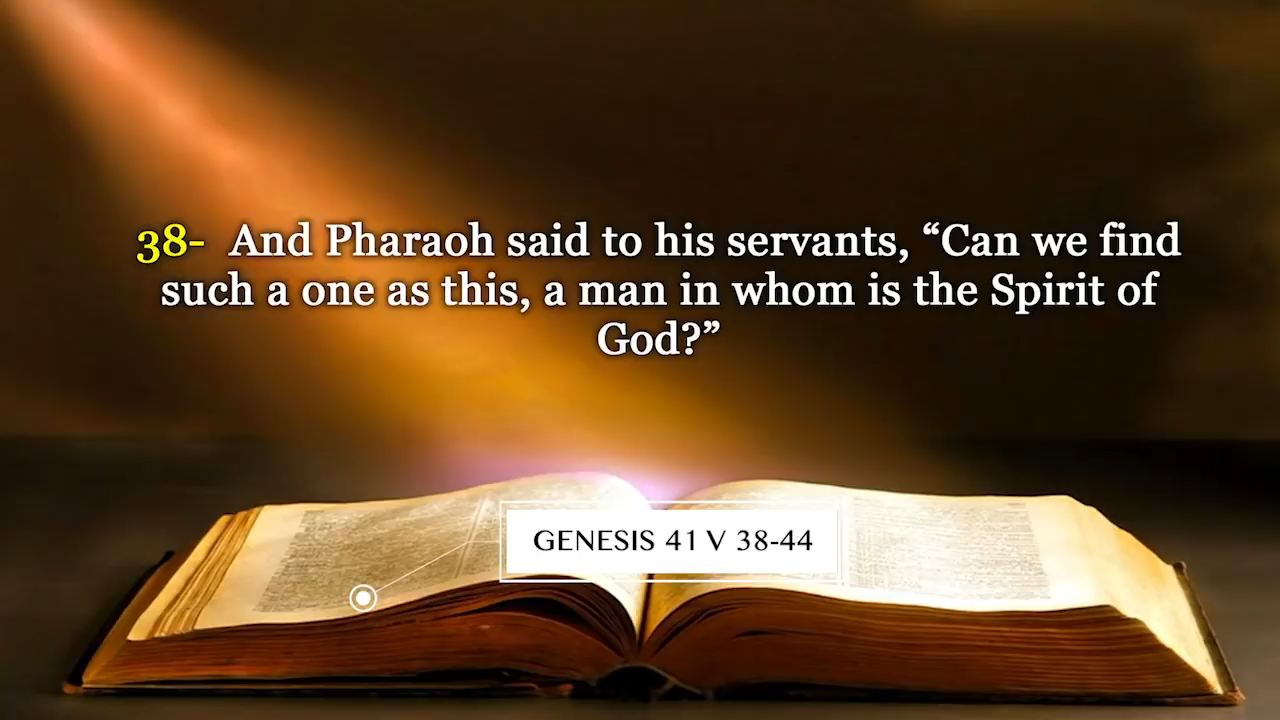 38- And Pharaoh said to his servants, “Can we find
such a one as this, a man in whom is the Spirit of
God?”
GENESIS 41 V 38-44